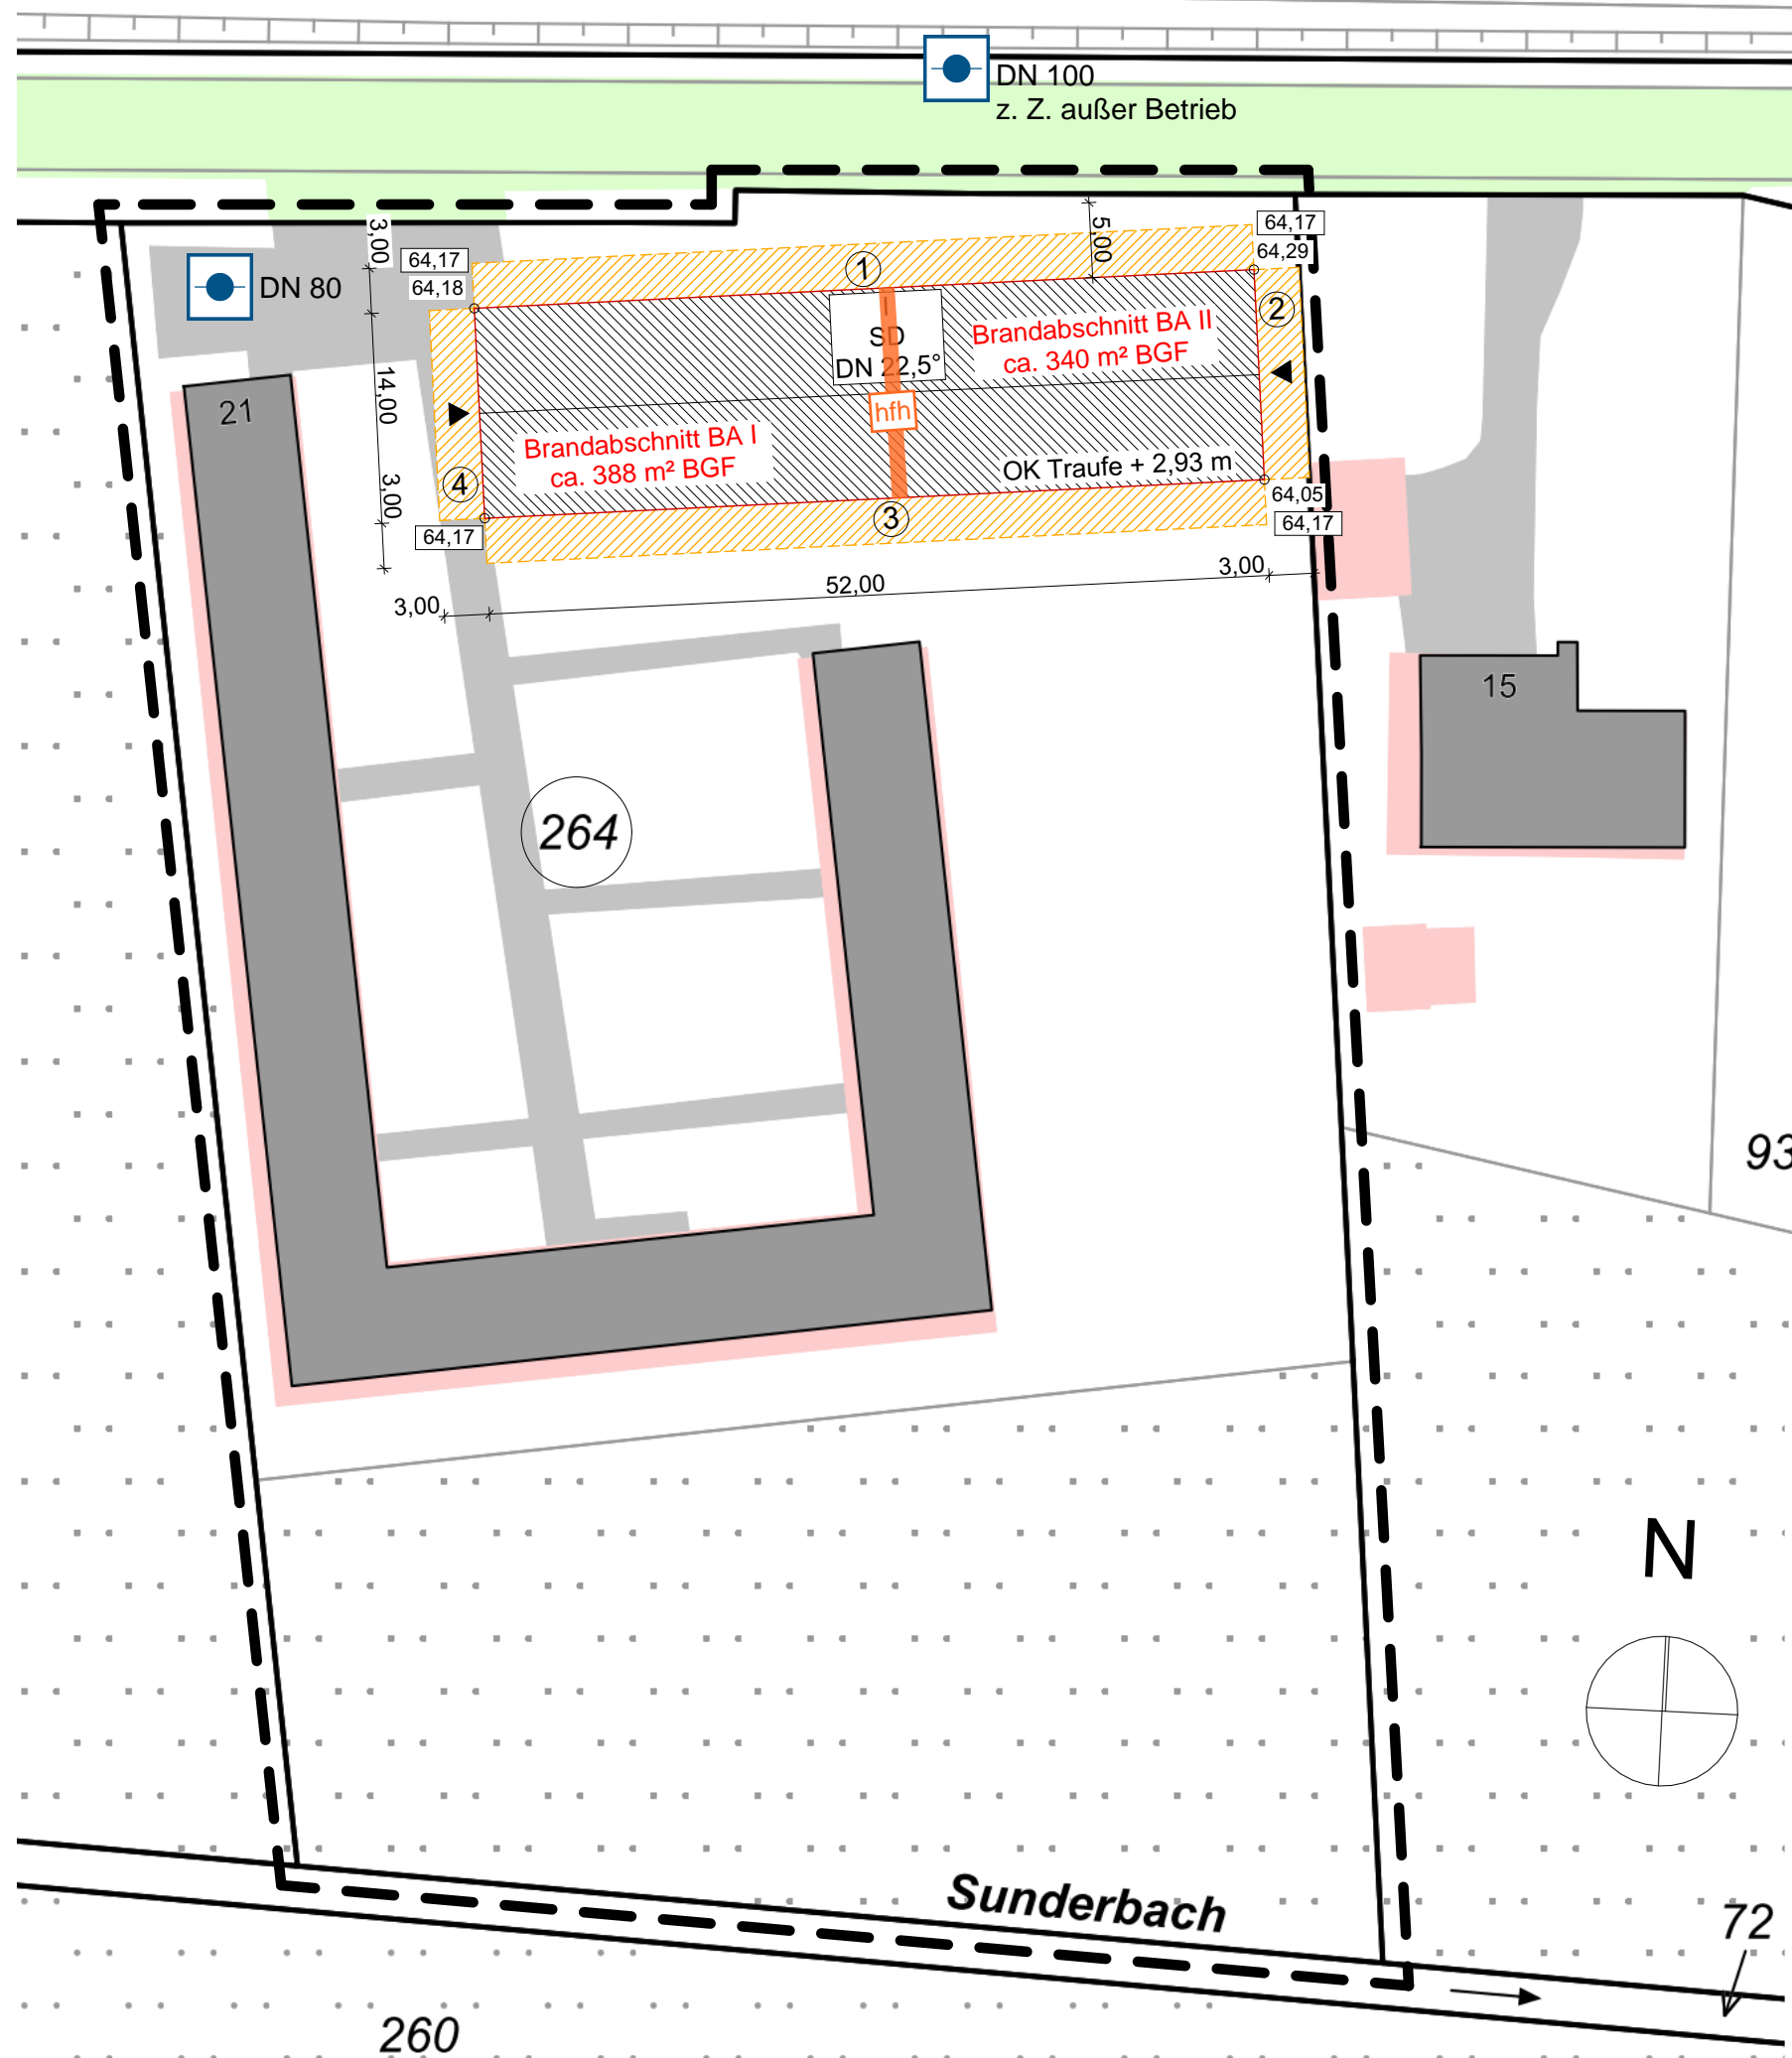 DN 100
z. Z. außer Betrieb
3,00
5,00
64,17
64,29
64,17
64,18
DN 80
1
2
I
SD
DN 22,5°
Brandabschnitt BA II
ca. 340 m² BGF
14,00
21
hfh
Brandabschnitt BA I
ca. 388 m² BGF
OK Traufe + 2,93 m
4
3,00
3
64,05
64,17
64,17
3,00
52,00
3,00
15
264
93
N
Sunderbach
72
260